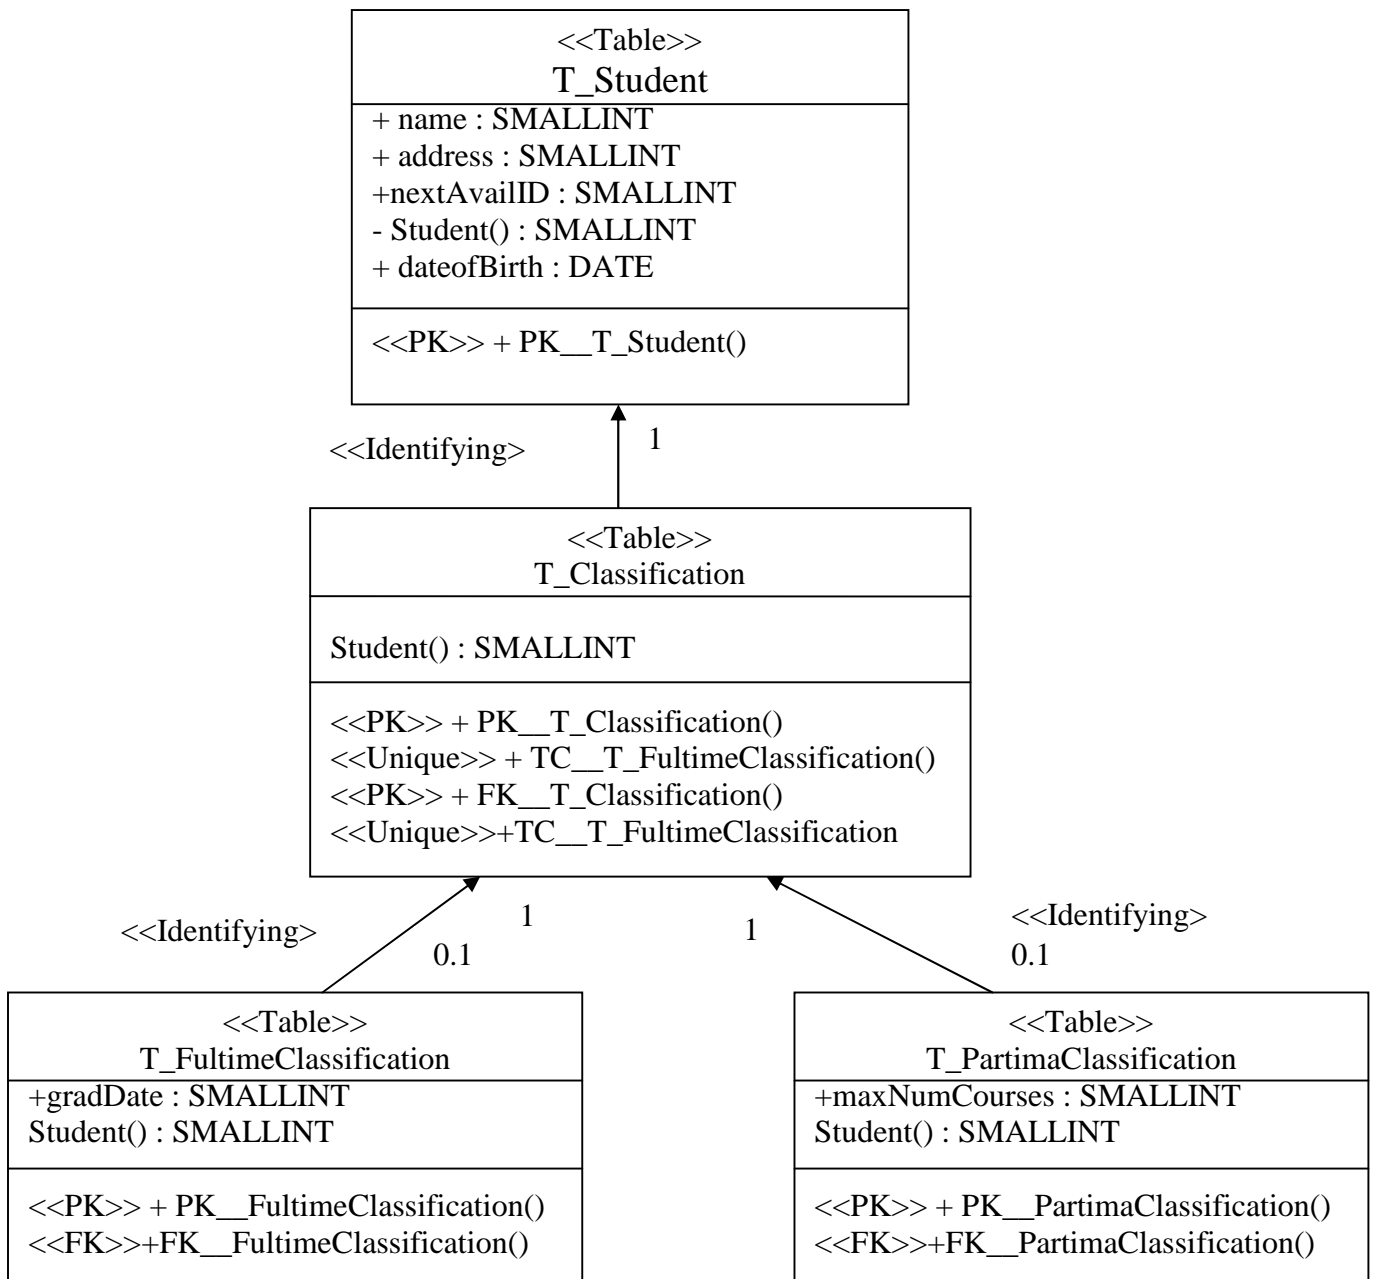 <<Table>>
T_Student
+ name : SMALLINT
+ address : SMALLINT
+nextAvailID : SMALLINT
- Student() : SMALLINT
+ dateofBirth : DATE
<<PK>> + PK__T_Student()
<<Identifying>
1
<<Table>>
T_Classification
Student() : SMALLINT
<<PK>> + PK__T_Classification()
<<Unique>> + TC__T_FultimeClassification()
<<PK>> + FK__T_Classification()
<<Unique>>+TC__T_FultimeClassification
<<Identifying>
1
0.1
1
<<Identifying>
0.1
<<Table>>
T_FultimeClassification
+gradDate : SMALLINT
Student() : SMALLINT
<<PK>> + PK__FultimeClassification()
<<FK>>+FK__FultimeClassification()
<<Table>>
T_PartimaClassification
+maxNumCourses : SMALLINT
Student() : SMALLINT
<<PK>> + PK__PartimaClassification()
<<FK>>+FK__PartimaClassification()